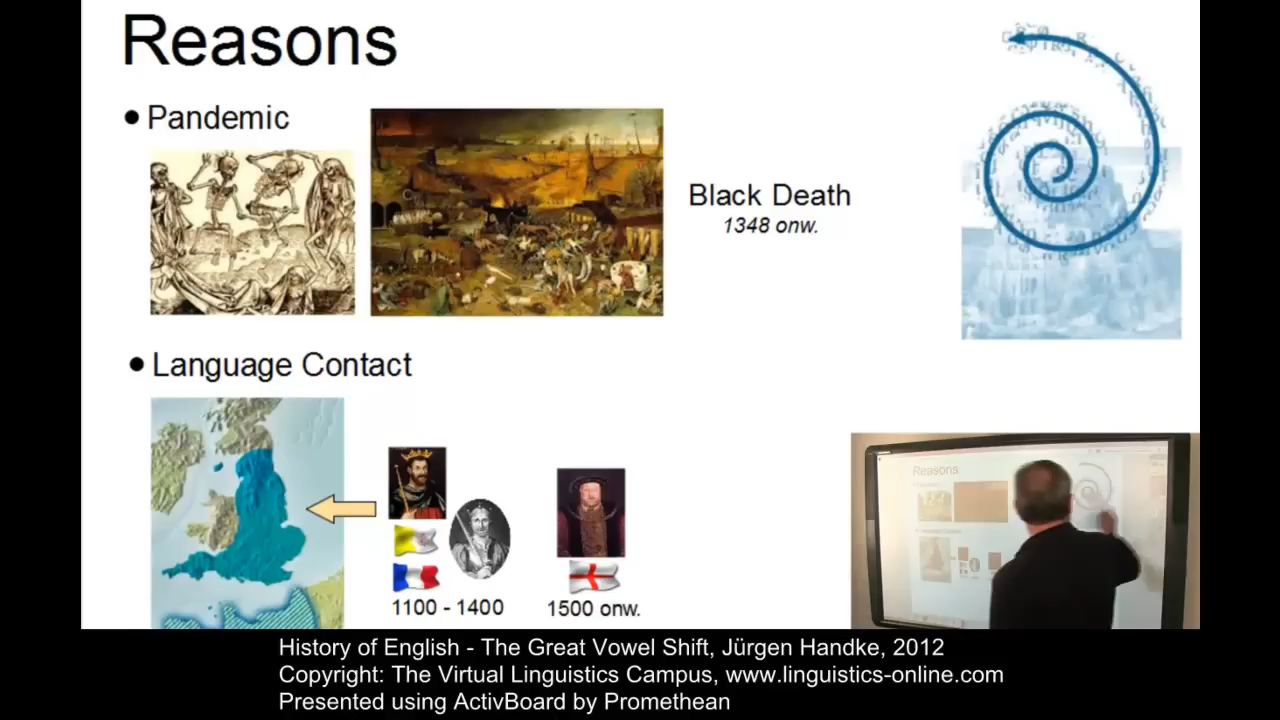 Reasons
• Pandemic
Black Death
1348 onw.
• Language Contact
1100 - 1400
1500 onw.
Reasons
History of English - The Great Vowel Shift, Jürgen Handke, 2012
Copyright: The Virtual Linguistics Campus, www.linguistics-online.com
Presented using ActivBoard by Promethean